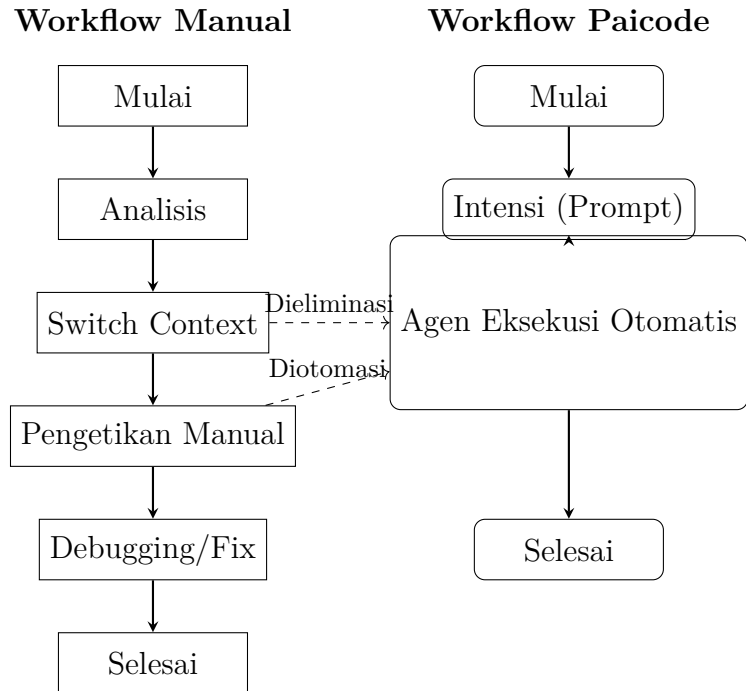 Workflow Manual
Workflow Paicode
Mulai
Mulai
Analisis
Intensi (Prompt)
Switch Context
Dieliminasi
Agen Eksekusi Otomatis
Diotomasi
Pengetikan Manual
Debugging/Fix
Selesai
Selesai